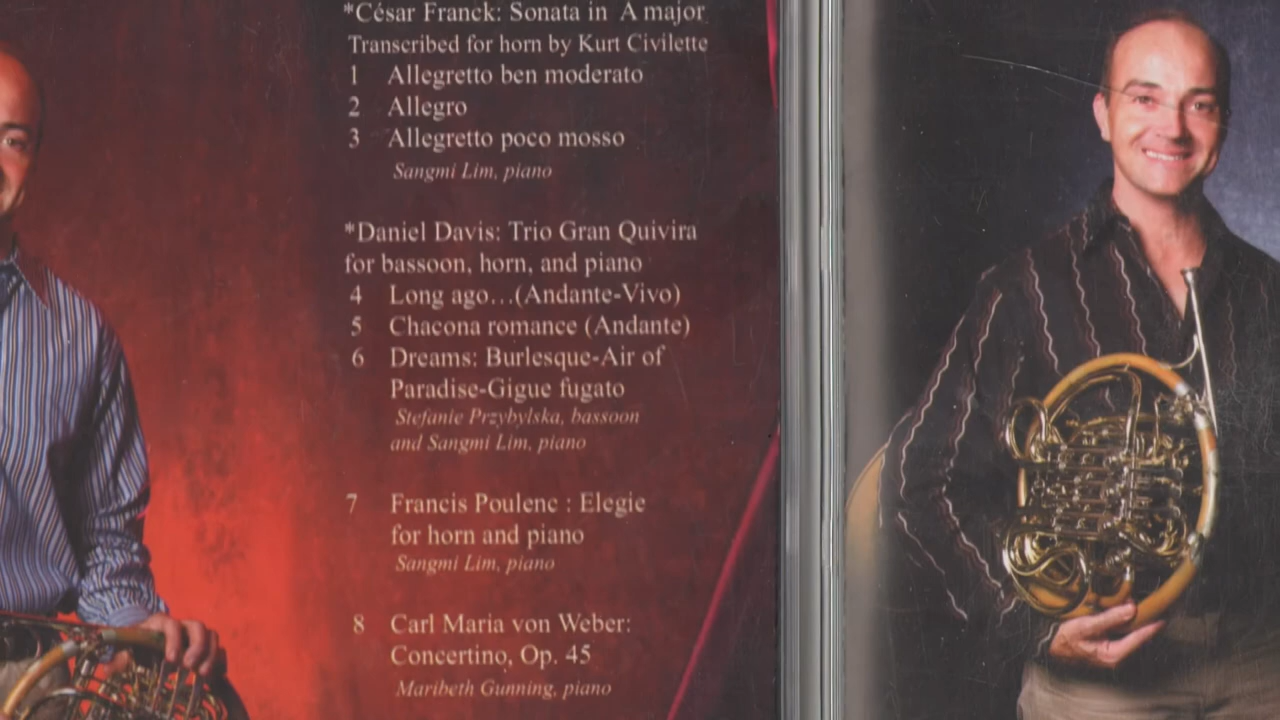 *César Franck: Sonata in A major
Transcribed for horn by Kurt Civilette
1 Allegretto ben moderato
2 Allegro
3 Allegretto poco mosso
Sangmi Lim, piano
*Daniel Davis: Trio Gran Quivira
for bassoon, horn, and piano
4 Long ago...(Andante-Vivo)
5 Chacona romance (Andante)
6 Dreams: Burlesque-Air of
Paradise-Gigue fugato
Stefanie Przybylska, bassoon
and Sangmi Lim, piano
7 Francis Poulenc : Elegie
for horn and piano
Sangmi Lim, piano
8 Carl Maria von Weber:
Concertino, Op. 45
Maribeth Gunning, piano